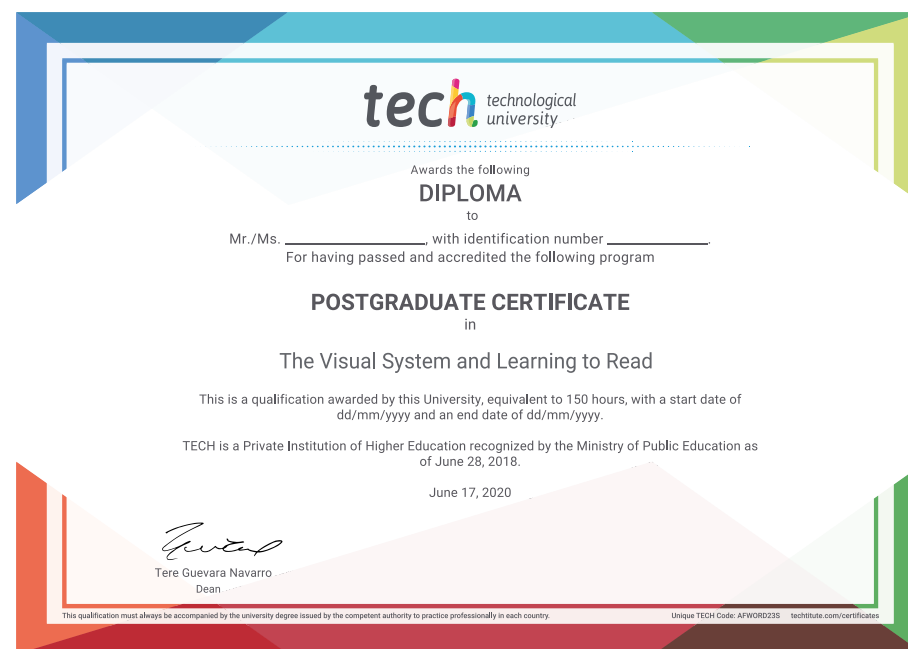 tech technological
university
Awards the following
DIPLOMA
to
Mr./Ms. ____________, with identification number ____________.
For having passed and accredited the following program
POSTGRADUATE CERTIFICATE
in
The Visual System and Learning to Read
This is a qualification awarded by this University, equivalent to 150 hours, with a start date of
dd/mm/yyyy and an end date of dd/mm/yyyy.
TECH is a Private Institution of Higher Education recognized by the Ministry of Public Education as
of June 28, 2018.
June 17, 2020
Tere Guevara Navarro
Dean
This qualification must always be accompanied by the university degree issued by the competent authority to practice professionally in each country. Unique TECH Code: AFWORD23S techtitute.com/certificates